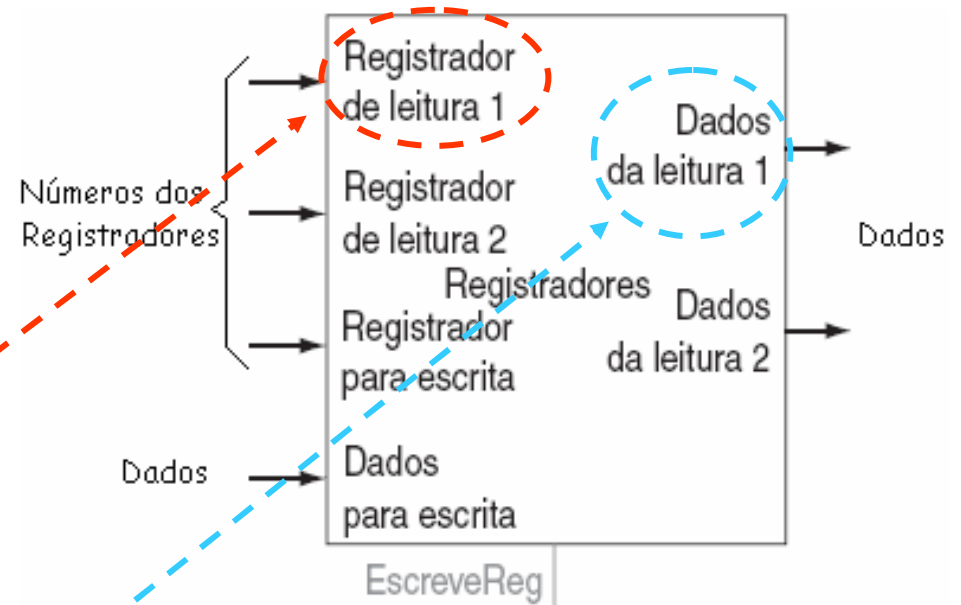 Registrador
de leitura 1
Dados
da leitura 1
Números dos
Registradores
Registrador
de leitura 2
Dados
Registradores
Dados
da leitura 2
Registrador
para escrita
Dados
Dados
para escrita
EscreveReg